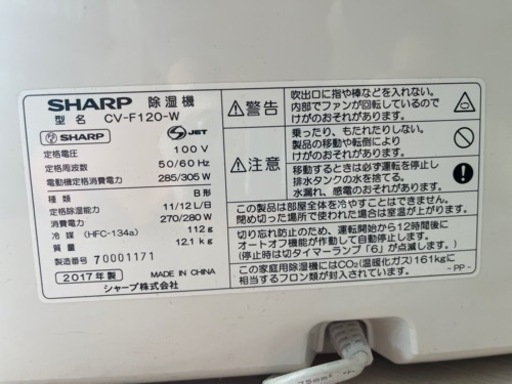 SHARP 除湿機
型名 CV-F120-W
SHARP JET
定格電圧 100V
定格周波数 50/60Hz
電動機定格消費電力 285/305W
種類 B形
定格除湿能力 11/12L/日
消費電力 270/280W
冷媒 (HFC-134a) 112g
質量 12.1kg
製造番号 70001171
2017年製 MADE IN CHINA
シャープ株式会社
警告
吹出口に指や棒などを入れない。
内部でファンが回転しているので
けがのおそれがあります。
注意
乗ったり、もたれたりしない。
製品の移動や転倒により、
けがのおそれがあります。
移動するときは必ず運転を停止し
排水タンクの水を捨てる。
水漏れ、感電のおそれがあります。
この製品は部屋全体を冷やすことはできません。
閉め切った場所で使われた場合は室温が上がります。
切り忘れ防止のため、運転開始から12時間後に
オートオフ機能が作動して自動停止します。
(停止時は切タイマーランプ「6」が点滅します。)
この家庭用除湿機にはCO₂(温暖化ガス)161kgに
相当するフロン類が封入されています。
-PP-
75mm²